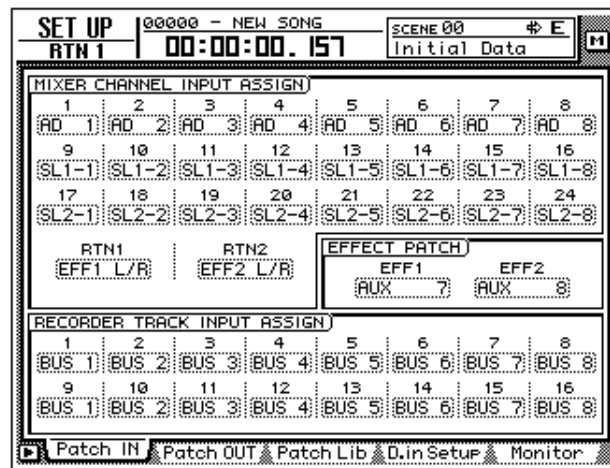 SET UP 00000 - NEW SONG SCENE 00 E M
RTN 1 00:00:00. 157 Initial Data
MIXER CHANNEL INPUT ASSIGN
1 2 3 4 5 6 7 8
AD 1 AD 2 AD 3 AD 4 AD 5 AD 6 AD 7 AD 8
9 10 11 12 13 14 15 16
SL1-1 SL1-2 SL1-3 SL1-4 SL1-5 SL1-6 SL1-7 SL1-8
17 18 19 20 21 22 23 24
SL2-1 SL2-2 SL2-3 SL2-4 SL2-5 SL2-6 SL2-7 SL2-8
RTN1 RTN2
EFF1 L/R EFF2 L/R
EFFECT PATCH
EFF1 EFF2
AUX 7 AUX 8
RECORDER TRACK INPUT ASSIGN
1 2 3 4 5 6 7 8
BUS 1 BUS 2 BUS 3 BUS 4 BUS 5 BUS 6 BUS 7 BUS 8
9 10 11 12 13 14 15 16
BUS 1 BUS 2 BUS 3 BUS 4 BUS 5 BUS 6 BUS 7 BUS 8
Patch IN Patch OUT Patch Lib D.in Setup Monitor